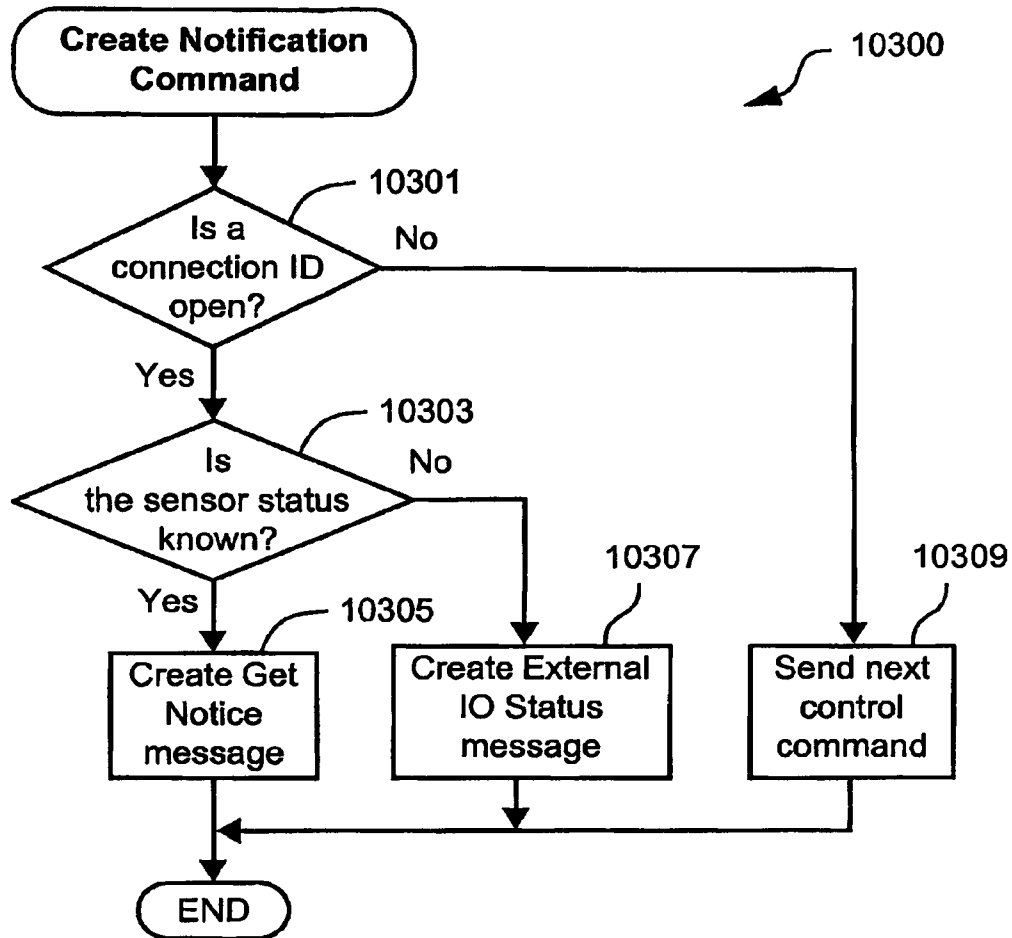 Create Notification
Command
10300
10301
Is a
connection ID
open?
No
Yes
10303
Is
the sensor status
known?
No
Yes
10305
Create Get
Notice
message
10307
Create External
IO Status
message
10309
Send next
control
command
END